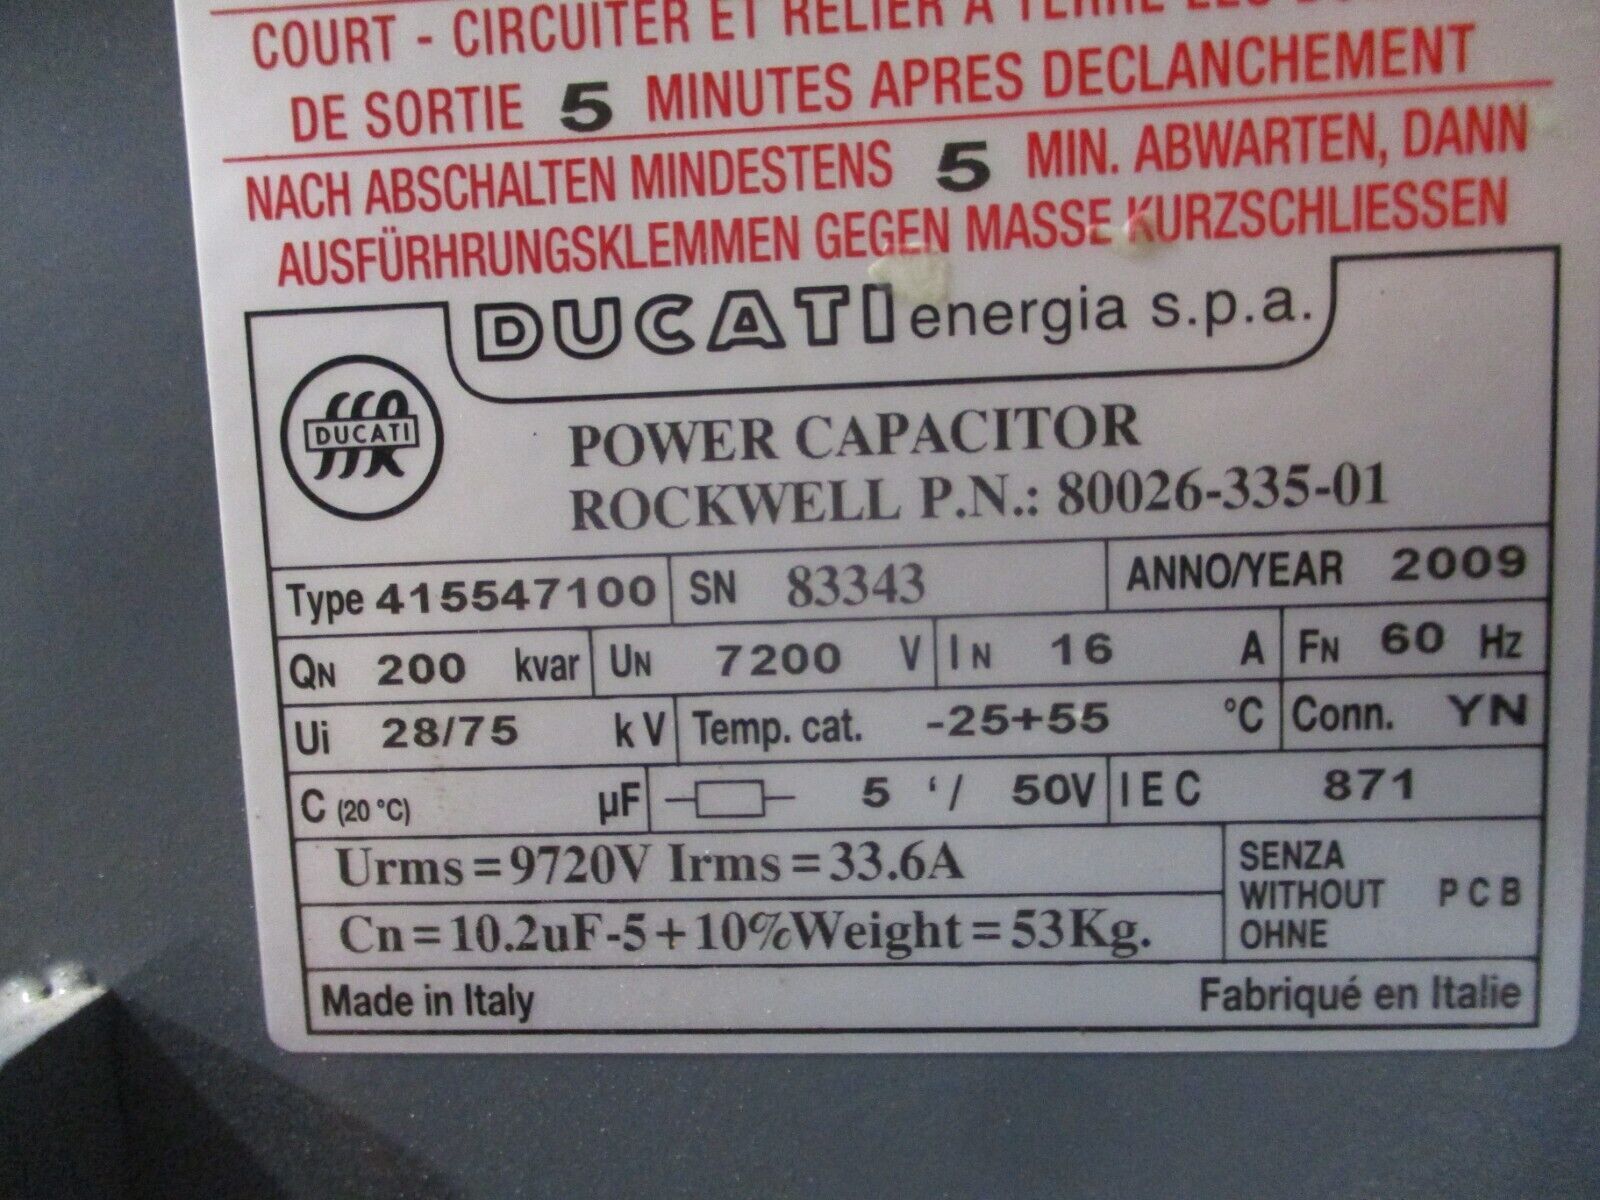 COURT - CIRCUITER ET RELIER A TERRE LES
DE SORTIE 5 MINUTES APRES DECLANCHEMENT
NACH ABSCHALTEN MINDESTENS 5 MIN. ABWARTEN, DANN
AUSFÜRHRUNGSKLEMMEN GEGEN MASSE KURZSCHLIESSEN
DUCATI energia s.p.a.
DUCATI
POWER CAPACITOR
ROCKWELL P.N.: 80026-335-01
Type 415547100 SN 83343 ANNO/YEAR 2009
QN 200 kvar UN 7200 V IN 16 A FN 60 Hz
Ui 28/75 kV Temp. cat. -25+55 °C Conn. YN
C (20 °C) µF 5 ‘/ 50V IEC 871
Urms=9720V Irms=33.6A
Cn=10.2uF-5+10%Weight=53Kg.
SENZA
WITHOUT PCB
OHNE
Made in Italy Fabriqué en Italie